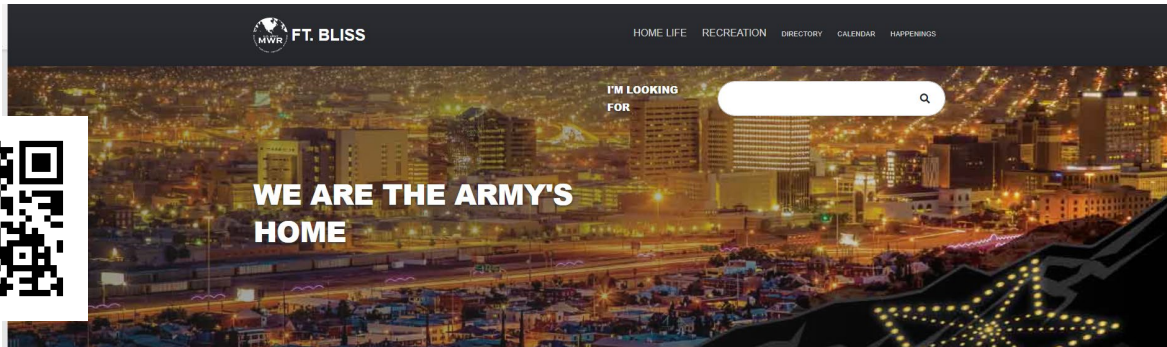 MWR FT. BLISS
HOME LIFE RECREATION DIRECTORY CALENDAR HAPPENINGS
I'M LOOKING
FOR
WE ARE THE ARMY'S
HOME